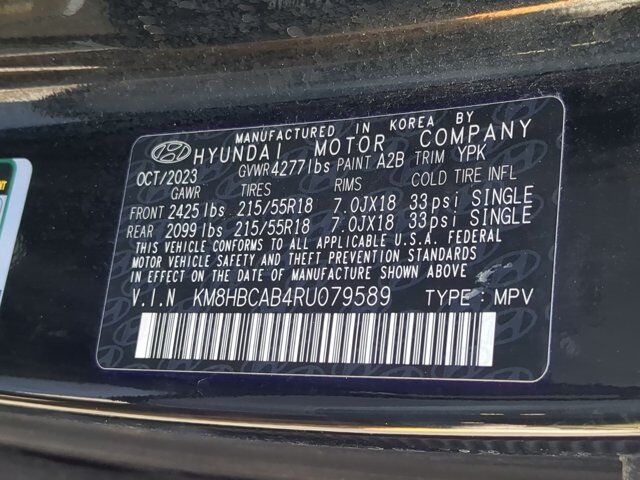 MANUFACTURED IN KOREA BY
HYUNDAI MOTOR COMPANY
OCT/2023 GVWR 4277lbs PAINT A2B TRIM YPK
GAWR TIRES RIMS COLD TIRE INFL
FRONT 2425lbs 215/55R18 7.0JX18 33psi SINGLE
REAR 2099lbs 215/55R18 7.0JX18 33psi SINGLE
THIS VEHICLE CONFORMS TO ALL APPLICABLE U.S.A. FEDERAL
MOTOR VEHICLE SAFETY AND THEFT PREVENTION STANDARDS
IN EFFECT ON THE DATE OF MANUFACTURE SHOWN ABOVE
V.I.N KM8HBCAB4RU079589 TYPE : MPV